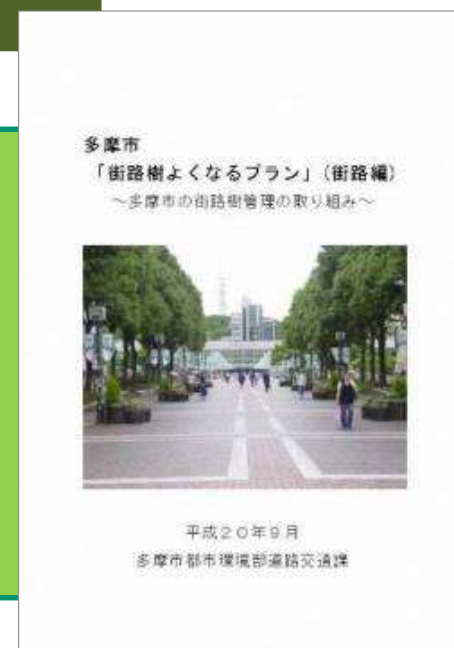 多摩市
「街路樹よくなるプラン」(街路編)
～多摩市の街路樹管理の取り組み～
平成20年9月
多摩市都市環境部道路交通課